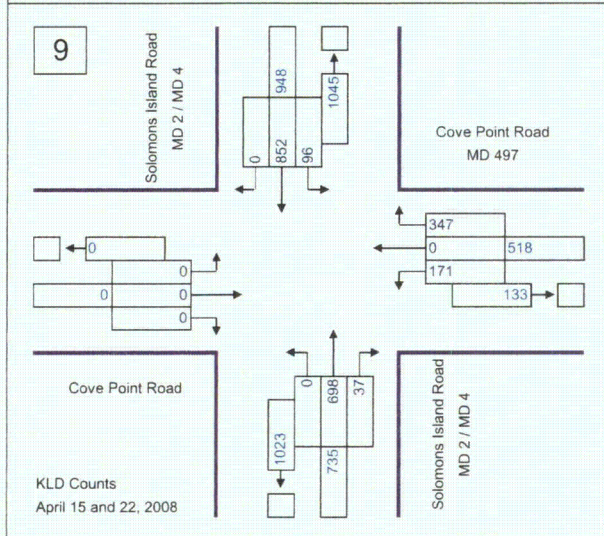 9
Solomons Island Road
MD 2 / MD 4
948
1045
0
852
96
Cove Point Road
MD 497
0
0
0
0
0
347
0
518
171
133
Cove Point Road
0
698
37
1023
735
Solomons Island Road
MD 2 / MD 4
KLD Counts
April 15 and 22, 2008